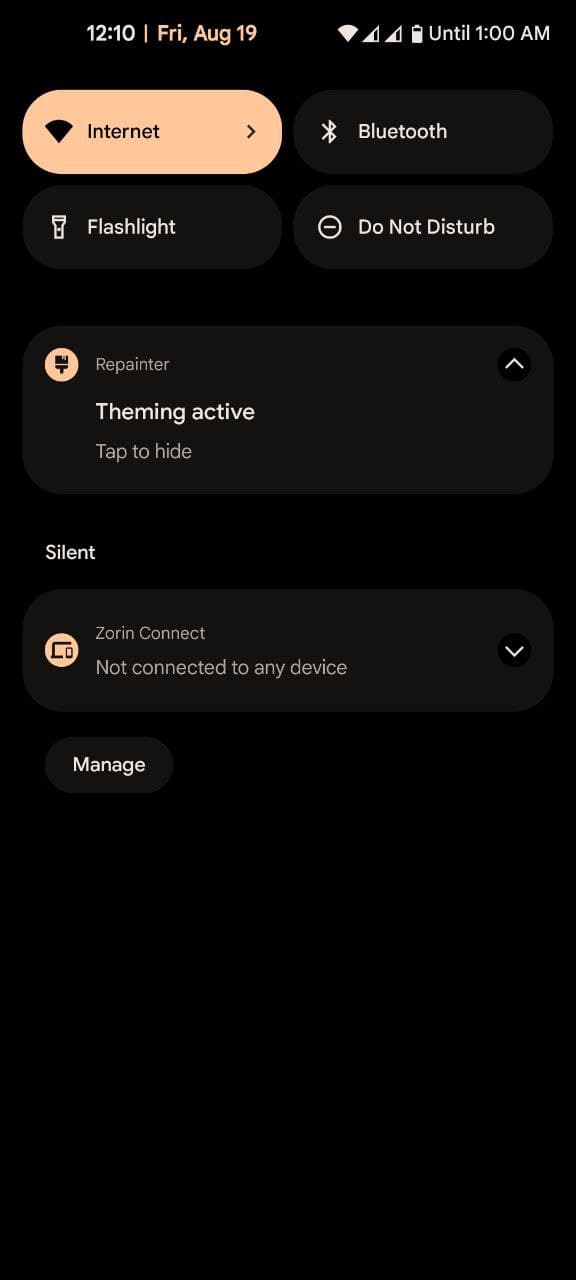 12:10 | Fri, Aug 19 Until 1:00 AM
Internet Bluetooth
Flashlight Do Not Disturb
Repainter
Theming active
Tap to hide
Silent
Zorin Connect
Not connected to any device
Manage